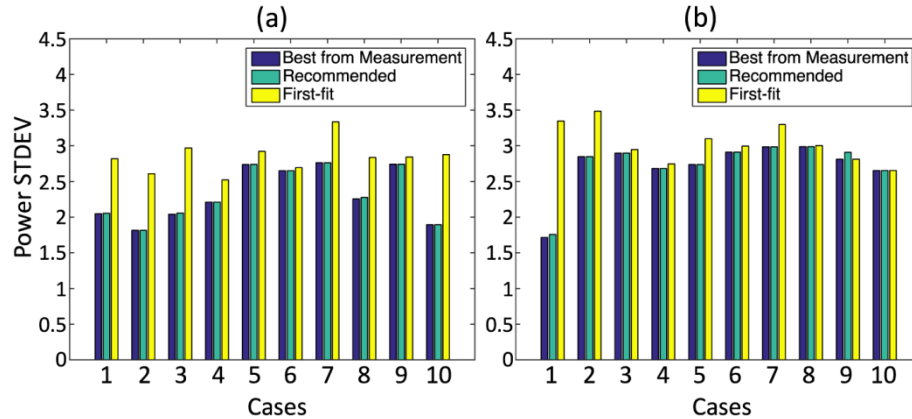 (a)
Power STDEV
4.5
4
3.5
3
2.5
2
1.5
1
0.5
0
Best from Measurement
Recommended
First-fit
1 2 3 4 5 6 7 8 9 10
Cases
(b)
4.5
4
3.5
3
2.5
2
1.5
1
0.5
0
Best from Measurement
Recommended
First-fit
1 2 3 4 5 6 7 8 9 10
Cases